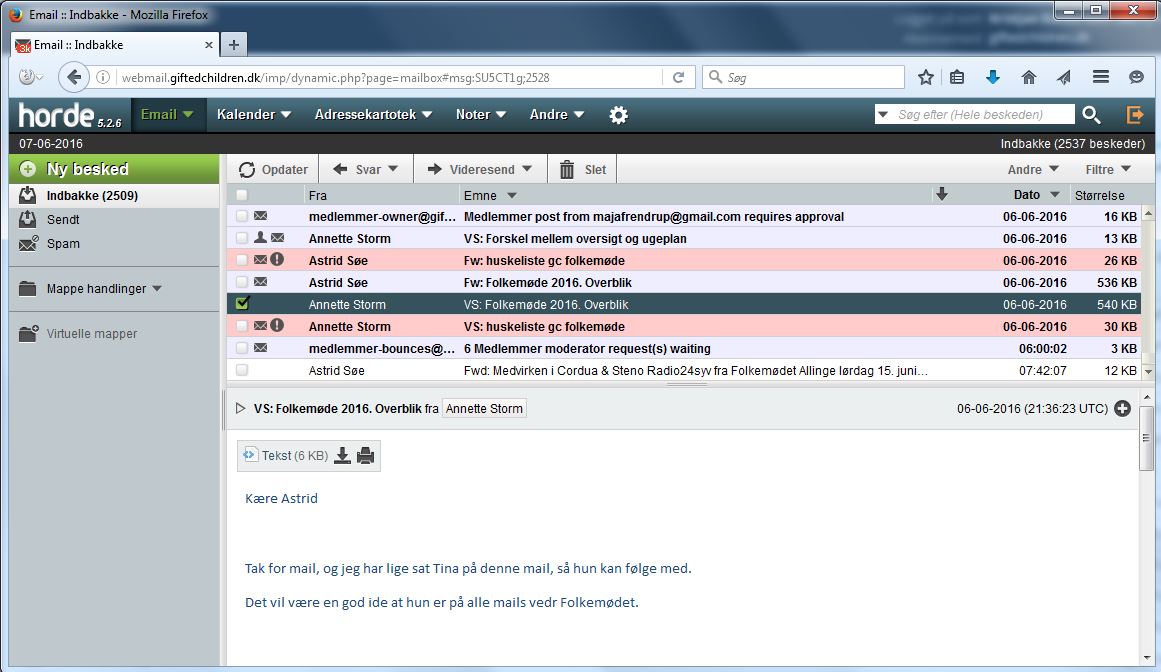 Email :: Indbakke - Mozilla Firefox
Email :: Indbakke × +
webmail.giftedchildren.dk/imp/dynamic.php?page=mailbox#msg:SU5CT1g;2528
Søg
horde 5.2.6 Email Kalender Adressekartotek Noter Andre Søg efter (Hele beskeden)
07-06-2016 Indbakke (2537 beskeder)
Ny besked Opdater Svar Videresend Slet Andre Filtre
Indbakke (2509)
Sendt
Spam
Mappe handlinger
Virtuelle mapper
Fra Emne Dato Størrelse
medlemmer-owner@gif... Medlemmer post from majafrendrup@gmail.com requires approval 06-06-2016 16 KB
Annette Storm VS: Forskel mellem oversigt og ugeplan 06-06-2016 13 KB
Astrid Søe Fw: huskeliste gc folkemøde 06-06-2016 26 KB
Astrid Søe Fw: Folkemøde 2016. Overblik 06-06-2016 536 KB
Annette Storm VS: Folkemøde 2016. Overblik 06-06-2016 540 KB
Annette Storm VS: huskeliste gc folkemøde 06-06-2016 30 KB
medlemmer-bounces@... 6 Medlemmer moderator request(s) waiting 06:00:02 3 KB
Astrid Søe Fwd: Medvirken i Cordua & Steno Radio24syv fra Folkemødet Allinge lørdag 15. juni... 07:42:07 12 KB
VS: Folkemøde 2016. Overblik fra Annette Storm 06-06-2016 (21:36:23 UTC)
Tekst (6 KB)
Kære Astrid
Tak for mail, og jeg har lige sat Tina på denne mail, så hun kan følge med.
Det vil være en god ide at hun er på alle mails vedr Folkemødet.